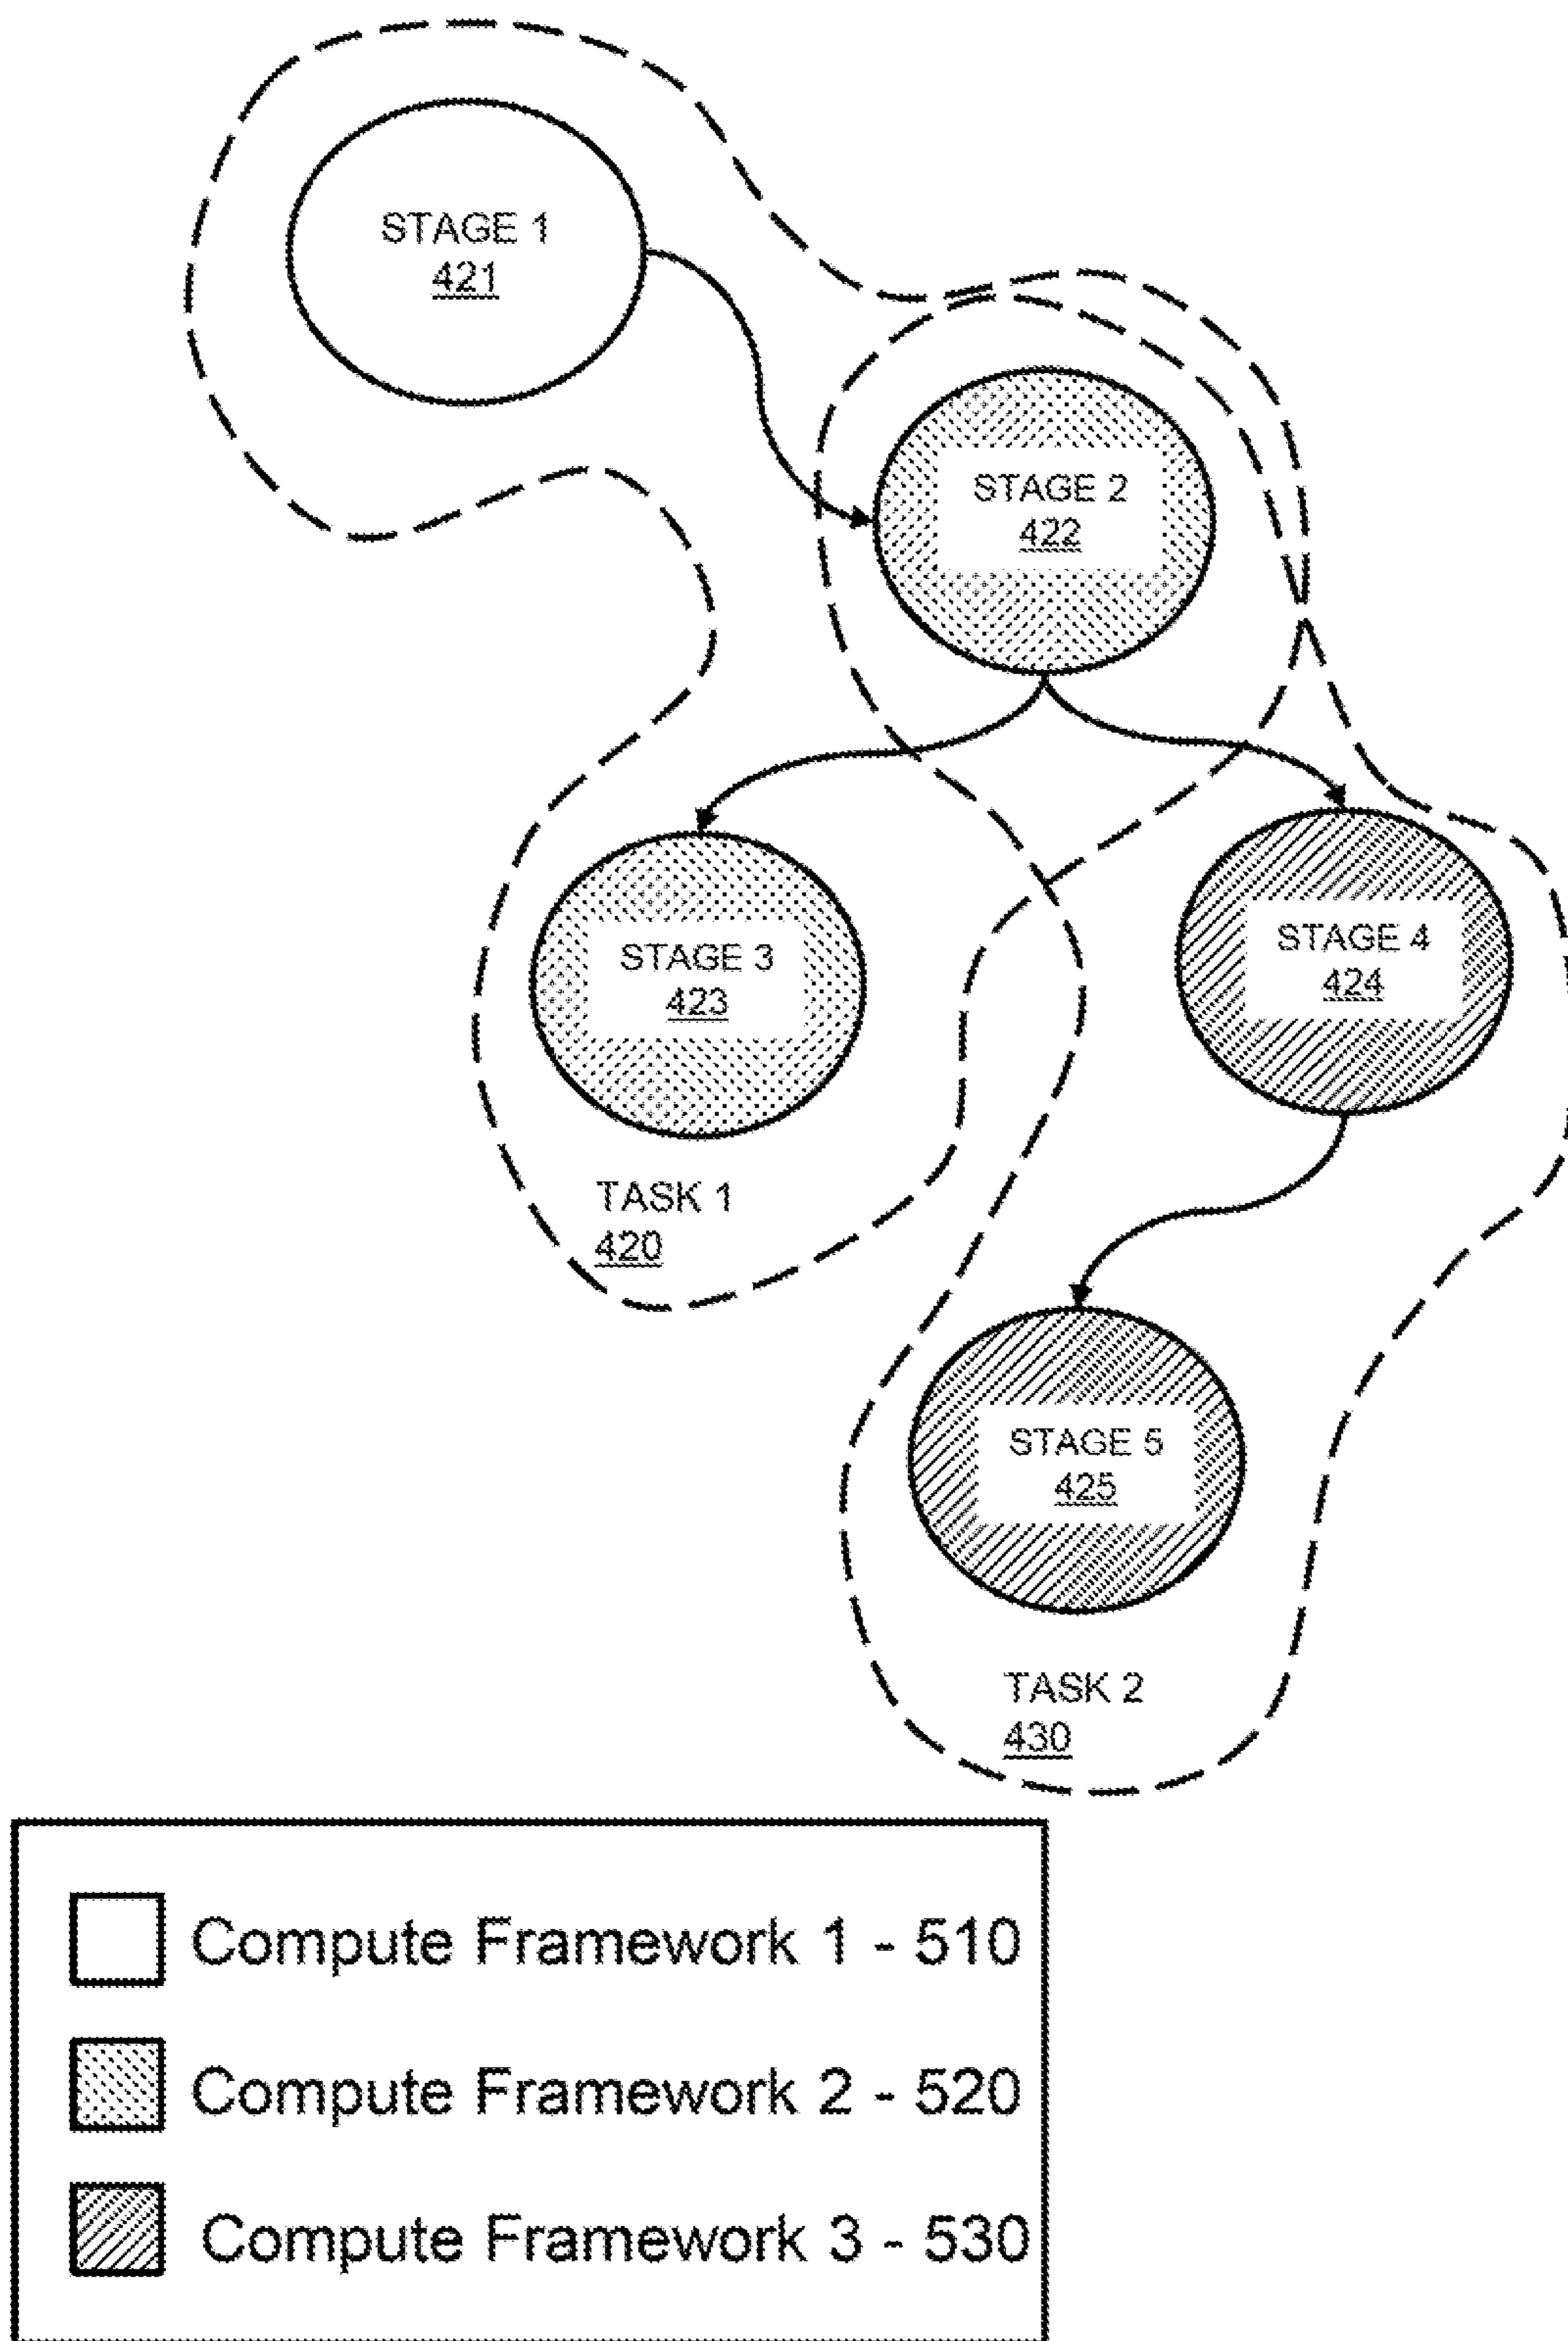 STAGE 1
421
STAGE 2
422
STAGE 3
423
STAGE 4
424
TASK 1
420
STAGE 5
425
TASK 2
430
Compute Framework 1 - 510
Compute Framework 2 - 520
Compute Framework 3 - 530